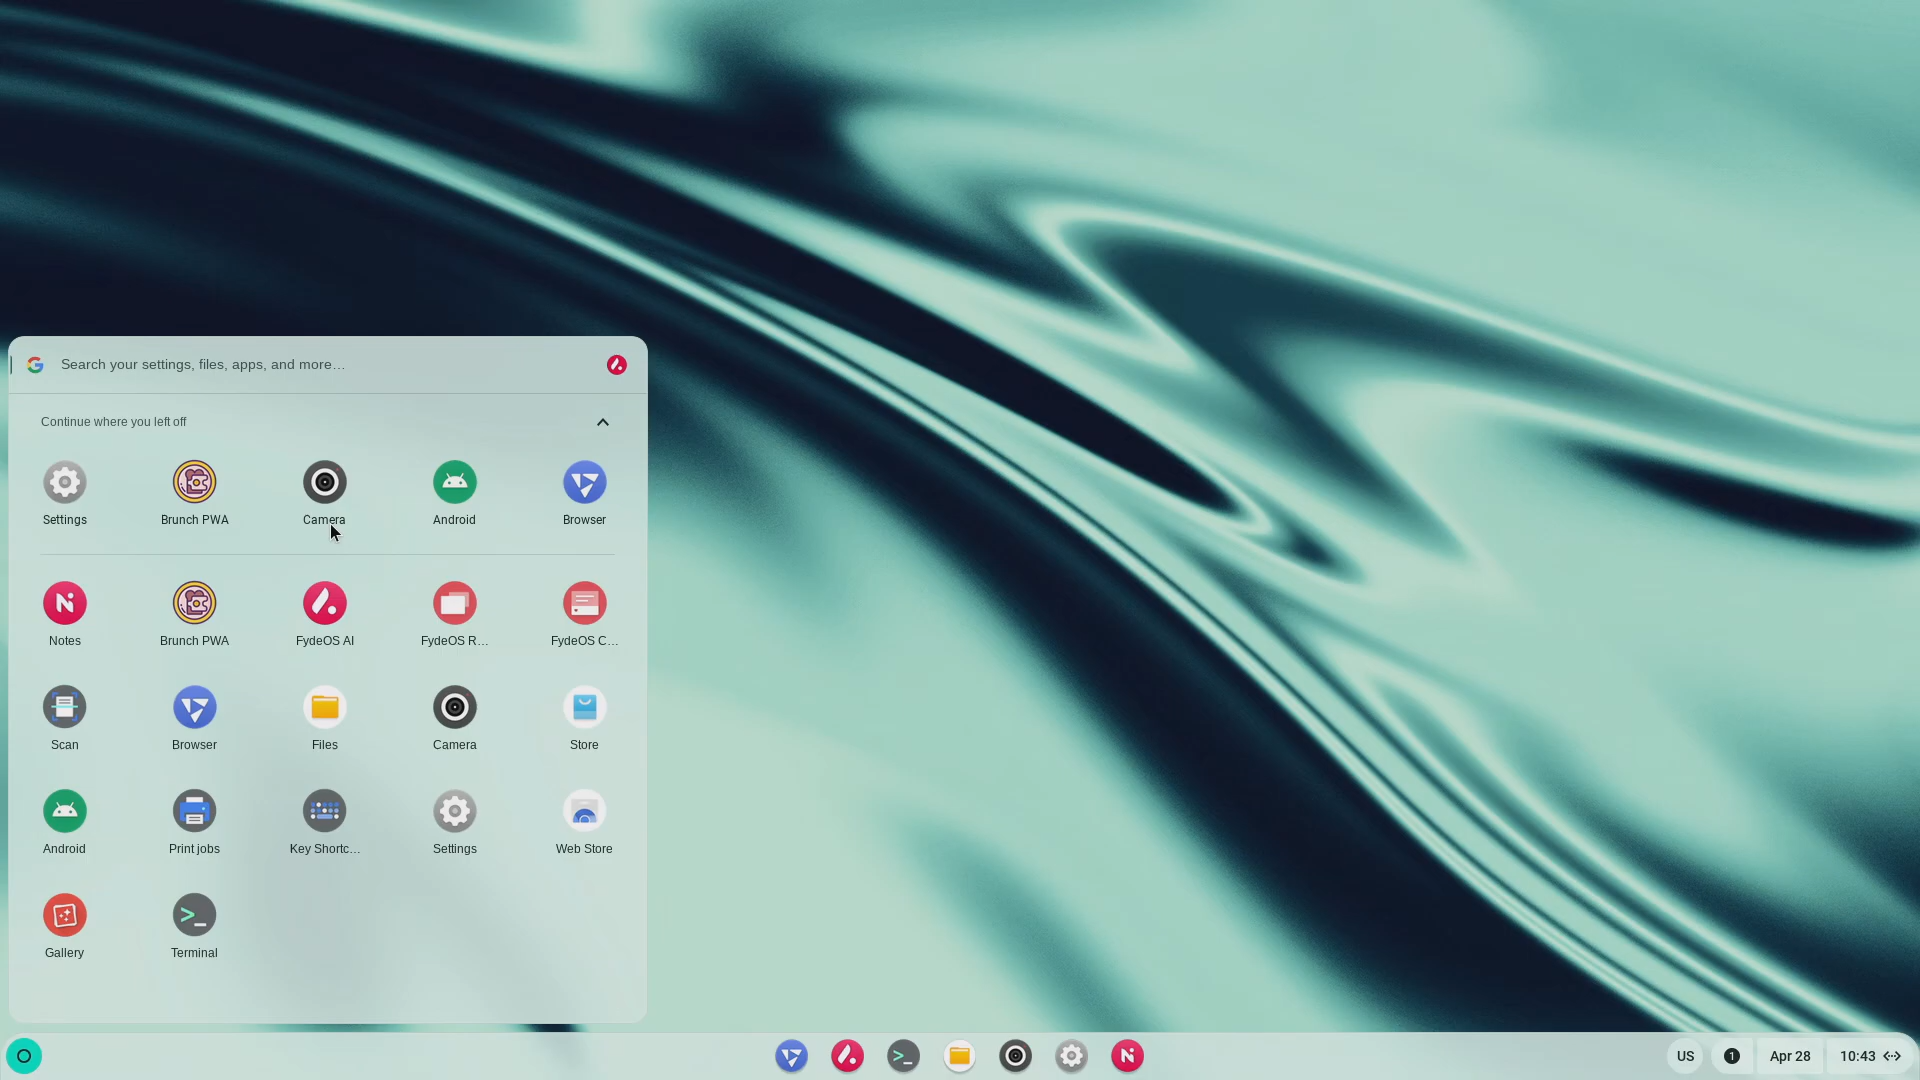 Search your settings, files, apps, and more…
Continue where you left off
Settings
Brunch PWA
Camera
Android
Browser
Notes
Brunch PWA
FydeOS AI
FydeOS R…
FydeOS C…
Scan
Browser
Files
Camera
Store
Android
Print jobs
Key Shortc…
Settings
Web Store
Gallery
Terminal
US
1
Apr 28
10:43